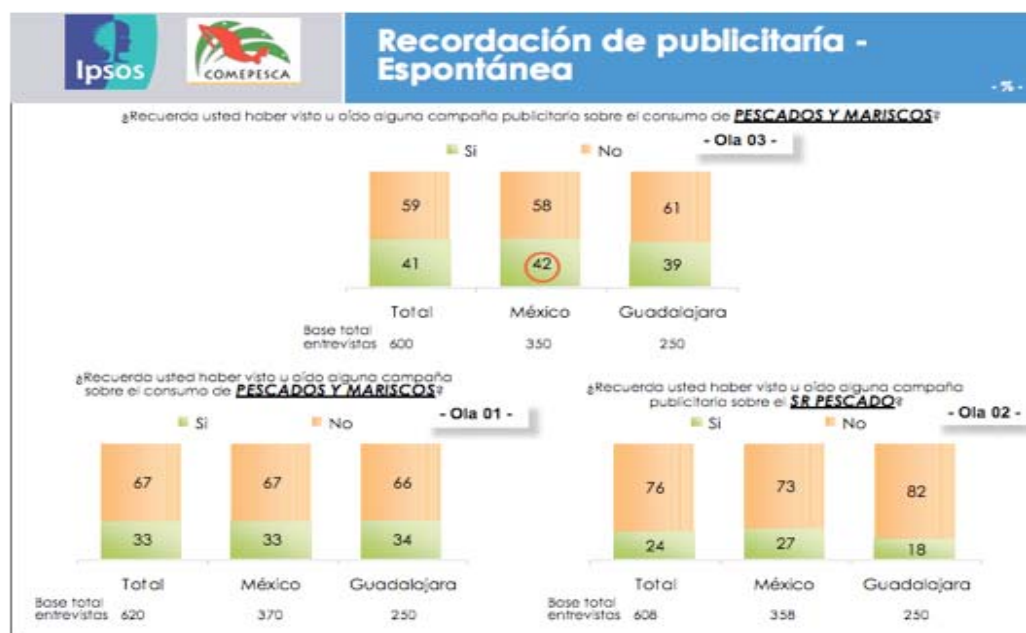 Ipsos
COMEPESCA
Recordación de publicitaría -
Espontánea
- % -
¿Recuerda usted haber visto u oído alguna campaña publicitaria sobre el consumo de PESCADOS Y MARISCOS?
- Ola 03 -
Si No
59 58 61
41 42 39
Total México Guadalajara
Base total
entrevistas 600 350 250
¿Recuerda usted haber visto u oído alguna campaña
sobre el consumo de PESCADOS Y MARISCOS?
- Ola 01 -
Si No
67 67 66
33 33 34
Total México Guadalajara
Base total
entrevistas 620 370 250
¿Recuerda usted haber visto u oído alguna campaña
publicitaria sobre el SR PESCADO?
- Ola 02 -
Si No
76 73 82
24 27 18
Total México Guadalajara
Base total
entrevistas 608 358 250